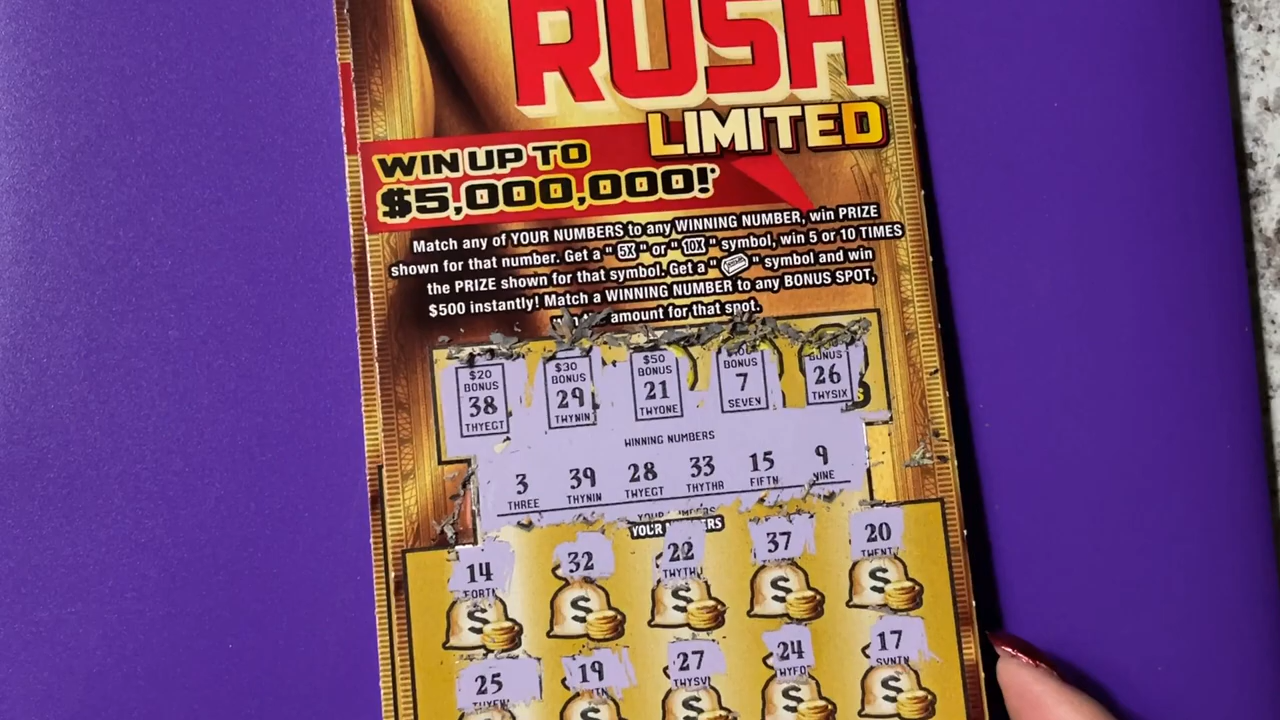 RUSH
LIMITED
WIN UP TO
$5,000,000!*
Match any of YOUR NUMBERS to any WINNING NUMBER, win PRIZE
shown for that number. Get a "5X" or "10X" symbol, win 5 or 10 TIMES
the PRIZE shown for that symbol. Get a " " symbol and win
$500 instantly! Match a WINNING NUMBER to any BONUS SPOT,
amount for that spot.
$20 $30 $50
BONUS BONUS BONUS BONUS BONUS
38 29 21 7 26
THYEGT THYNIN THYONE SEVEN THYSIX
WINNING NUMBERS
3 39 28 33 15 9
THREE THYNIN THYEGT THYTHR FIFTN NINE
YOUR NUMBERS
YOUR NUMBERS
14 32 22 37 20
FORTN
$ $ $ $ $
25 19 27 24 17
SVNTN
$ $ $ $ $